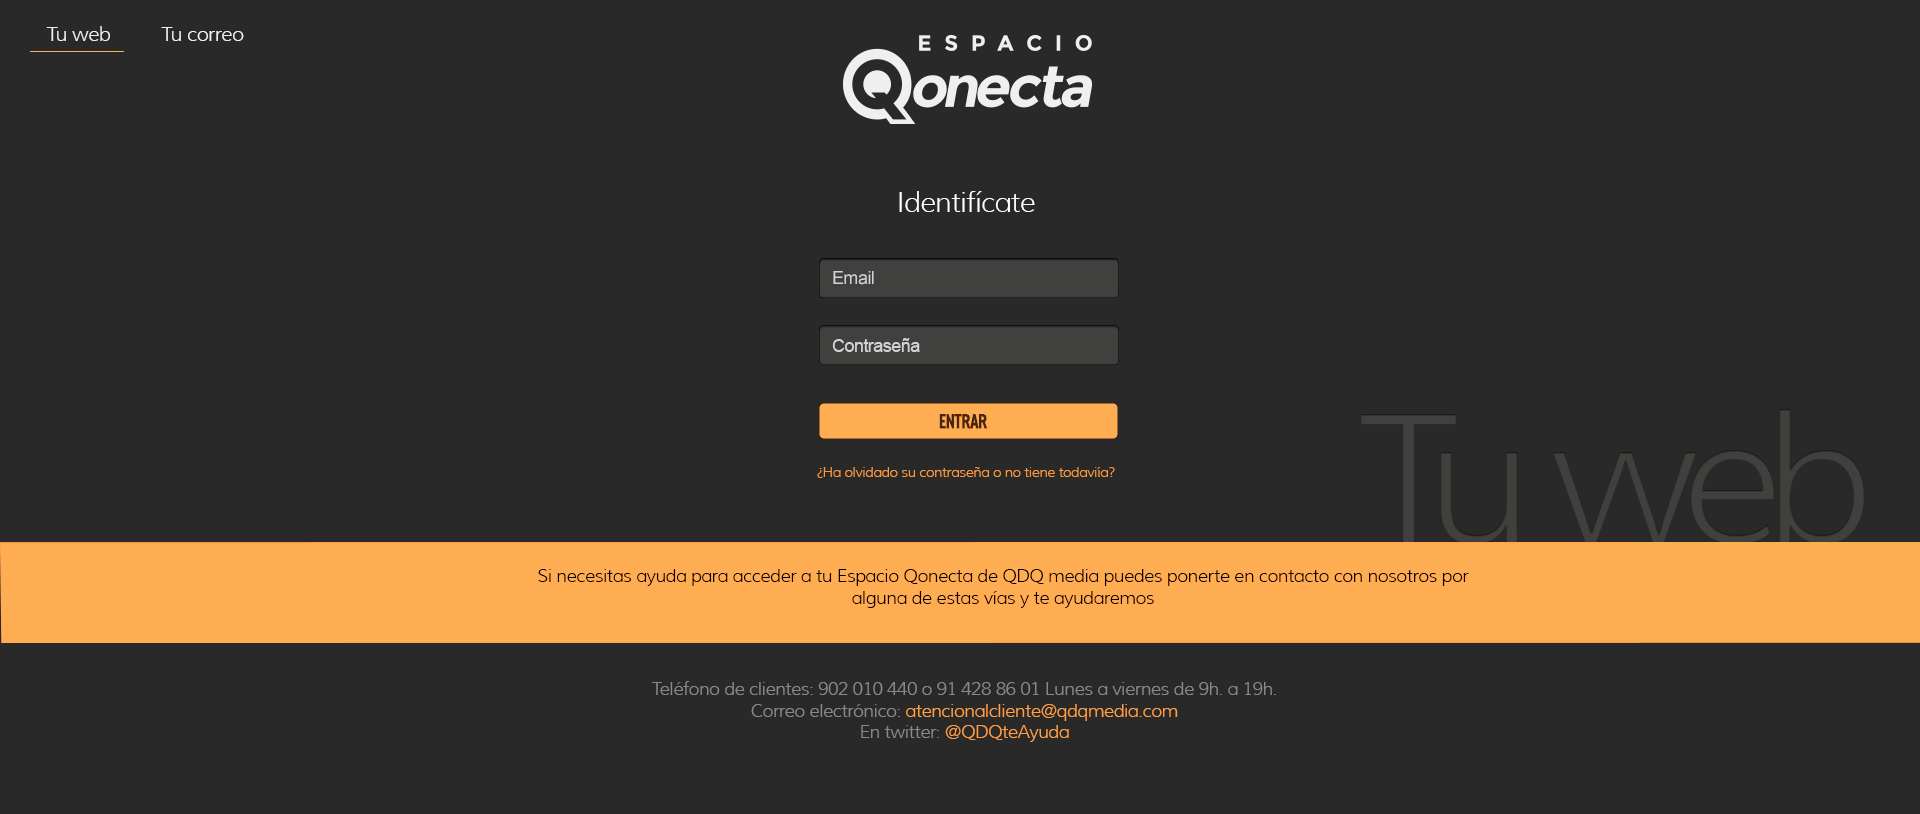 Tu web
Tu correo
ESPACIO
Qonecta
Identifícate
Email
Contraseña
ENTRAR
¿Ha olvidado su contraseña o no tiene todavíía?
Tu web
Si necesitas ayuda para acceder a tu Espacio Qonecta de QDQ media puedes ponerte en contacto con nosotros por
alguna de estas vías y te ayudaremos
Teléfono de clientes: 902 010 440 o 91 428 86 01 Lunes a viernes de 9h. a 19h.
Correo electrónico: atencionalcliente@qdqmedia.com
En twitter: @QDQteAyuda